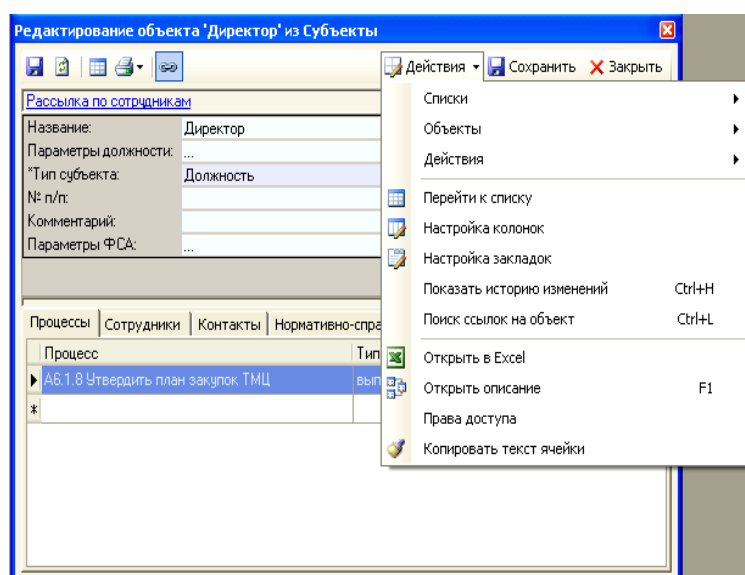 Редактирование объекта 'Директор' из Субъекты
Действия Сохранить Закрыть
Рассылка по сотрудникам
Название: Директор
Параметры должности: ...
*Тип субъекта: Должность
№ п/п:
Комментарий:
Параметры ФСА: ...
Списки
Объекты
Действия
Перейти к списку
Настройка колонок
Настройка закладок
Показать историю изменений Ctrl+H
Поиск ссылок на объект Ctrl+L
Открыть в Excel
Открыть описание F1
Права доступа
Копировать текст ячейки
Процессы Сотрудники Контакты Нормативно-спра
Процесс Тип
А6.1.8 Утвердить план закупок ТМЦ вып
*